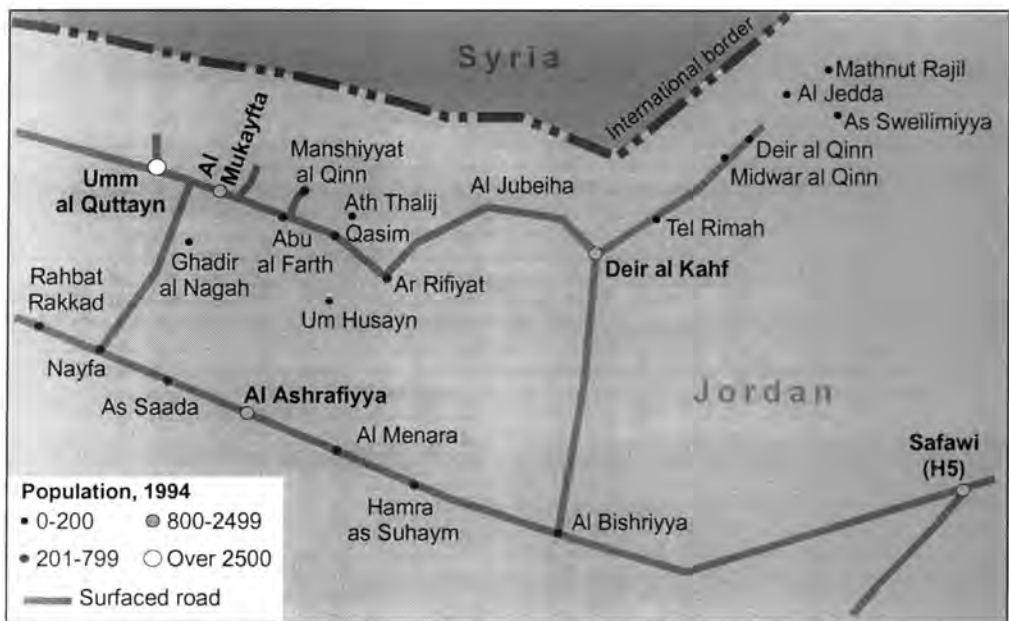 Syria
International border
Mathnut Rajil
Al Jedda
As Sweilimiyya
Al
Mukayfta
Manshiyyat
al Qinn
Deir al Qinn
Midwar al Qinn
Umm
al Quttayn
Al Jubeiha
Ath Thalij
Qasim
Tel Rimah
Abu
al Farth
Ghadir
al Nagah
Deir al Kahf
Rahbat
Rakkad
Ar Rifiyat
Um Husayn
Nayfa
As Saada
Al Ashrafiyya
Jordan
Al Menara
Safawi
(H5)
Hamra
as Suhaym
Al Bishriyya
Population, 1994
0-200
800-2499
201-799
Over 2500
Surfaced road